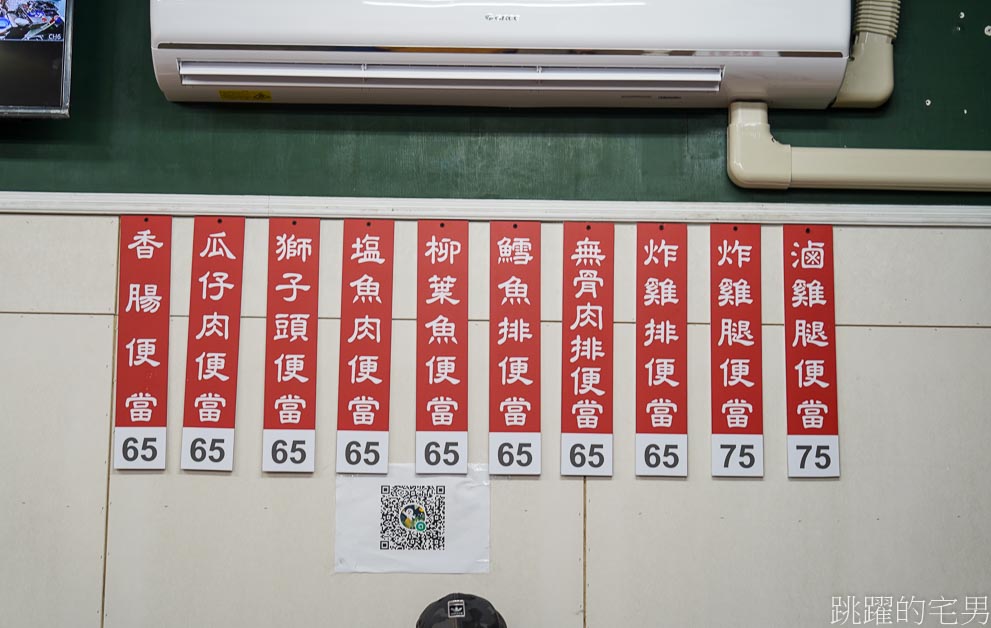 CH6
滷雞腿便當
75
炸雞腿便當
75
炸雞排便當
65
無骨肉排便當
65
鱈魚排便當
65
柳葉魚便當
65
塩魚肉便當
65
獅子頭便當
65
瓜仔肉便當
65
香腸便當
65
跳躍的宅男